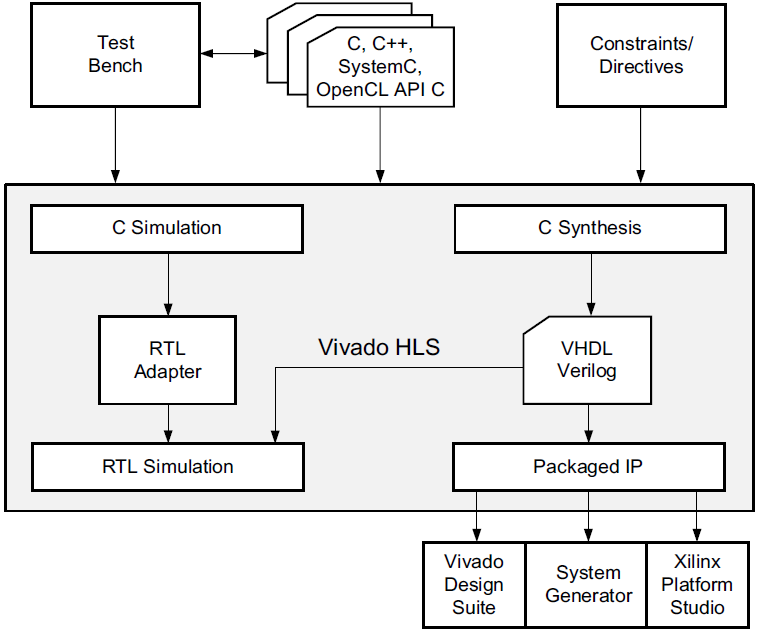 Test
Bench
C, C++,
SystemC,
OpenCL API C
Constraints/
Directives
C Simulation
C Synthesis
RTL
Adapter
Vivado HLS
VHDL
Verilog
RTL Simulation
Packaged IP
Vivado
Design
Suite
System
Generator
Xilinx
Platform
Studio